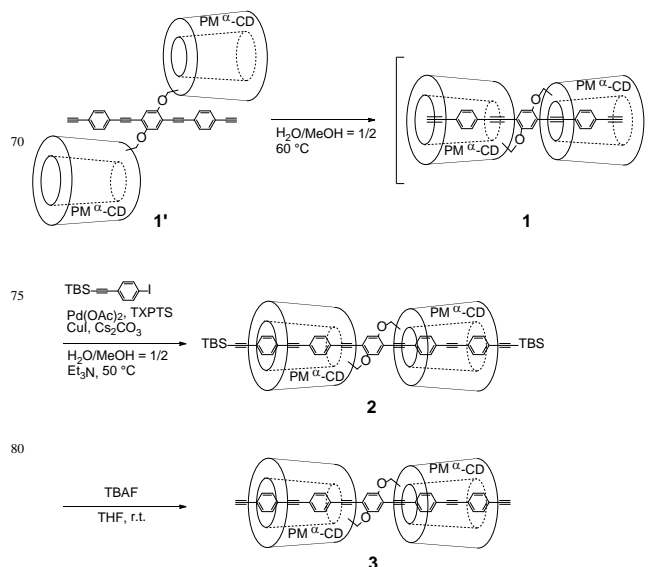 PM α-CD
O
O
PM α-CD
1'
70
H2O/MeOH = 1/2
60 °C
PM α-CD
O
O
PM α-CD
1
75
TBS
I
Pd(OAc)2, TXPTS
CuI, Cs2CO3
H2O/MeOH = 1/2
Et3N, 50 °C
PM α-CD
O
TBS
TBS
O
PM α-CD
2
80
TBAF
THF, r.t.
PM α-CD
O
O
PM α-CD
3